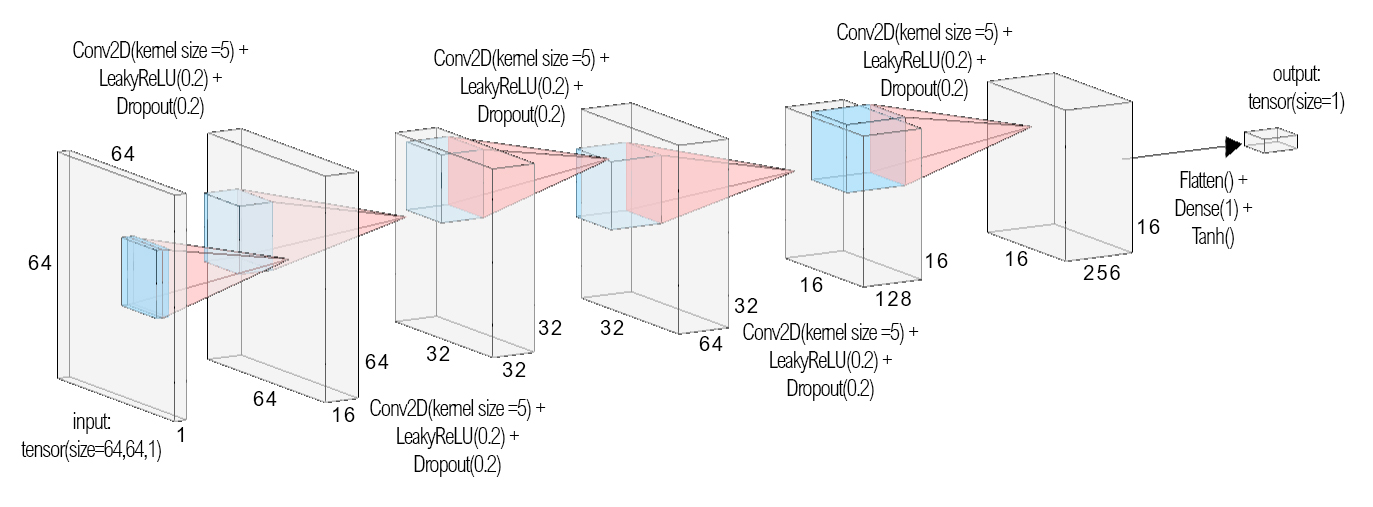 Conv2D(kernel size =5) +
LeakyReLU(0.2) +
Dropout(0.2)
Conv2D(kernel size =5) +
LeakyReLU(0.2) +
Dropout(0.2)
Conv2D(kernel size =5) +
LeakyReLU(0.2) +
Dropout(0.2)
output:
tensor(size=1)
64
64
input:
tensor(size=64,64,1)
1
64
16
64
Conv2D(kernel size =5) +
LeakyReLU(0.2) +
Dropout(0.2)
32
32
32
32
64
32
Conv2D(kernel size =5) +
LeakyReLU(0.2) +
Dropout(0.2)
16
128
16
16
256
16
Flatten() +
Dense(1) +
Tanh()